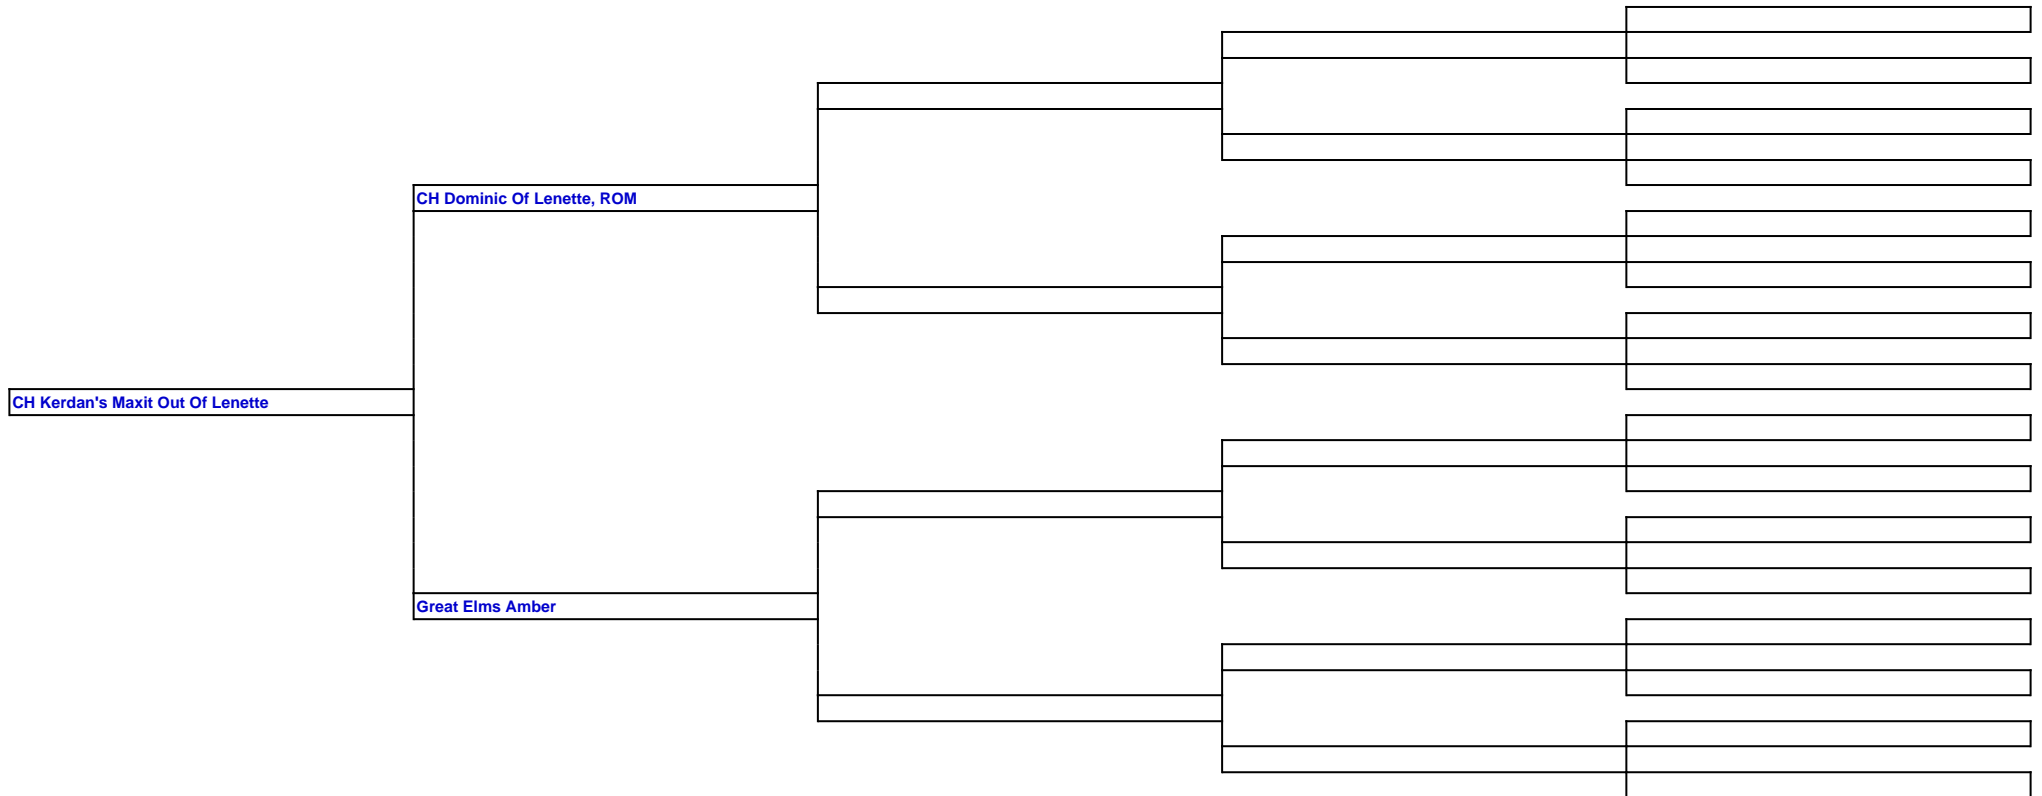 CH Dominic Of Lenette, ROM
CH Kerdan's Maxit Out Of Lenette
Great Elms Amber